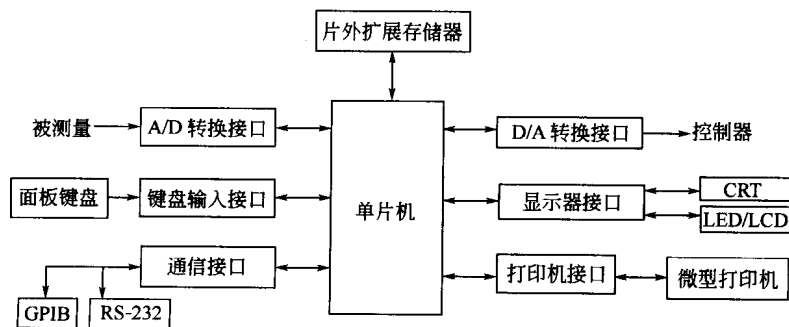 片外扩展存储器
被测量
A/D 转换接口
D/A 转换接口
控制器
面板键盘
键盘输入接口
单片机
显示器接口
CRT
LED/LCD
通信接口
打印机接口
微型打印机
GPIB
RS-232